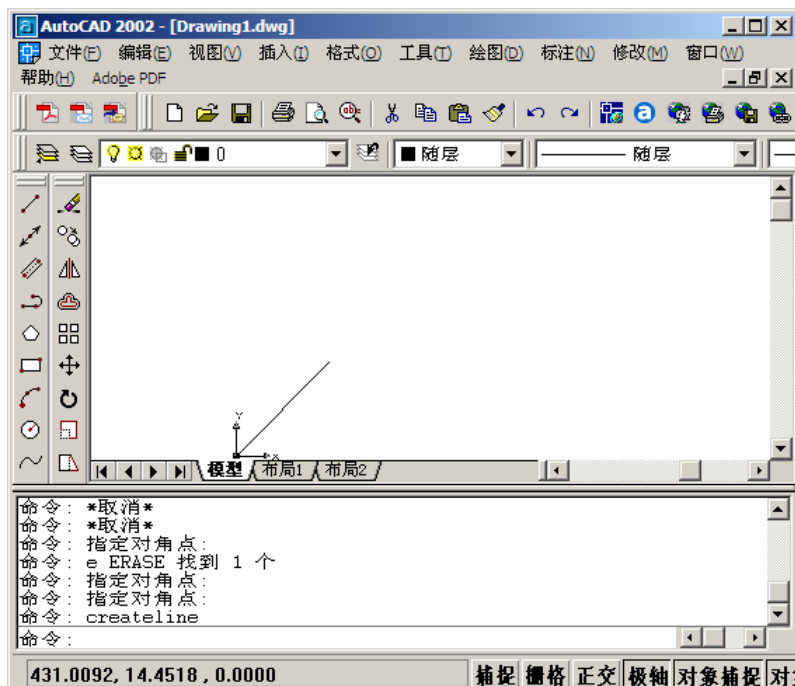 AutoCAD 2002 - [Drawing1.dwg]
文件(F) 编辑(E) 视图(V) 插入(I) 格式(O) 工具(T) 绘图(D) 标注(N) 修改(M) 窗口(W)
帮助(H) Adobe PDF
0 随层 随层
Y
X
模型 布局1 布局2
命令: *取消*
命令: *取消*
命令: 指定对角点:
命令: e ERASE 找到 1 个
命令: 指定对角点:
命令: 指定对角点:
命令: createline
命令:
431.0092, 14.4518 , 0.0000 捕捉 栅格 正交 极轴 对象捕捉 对